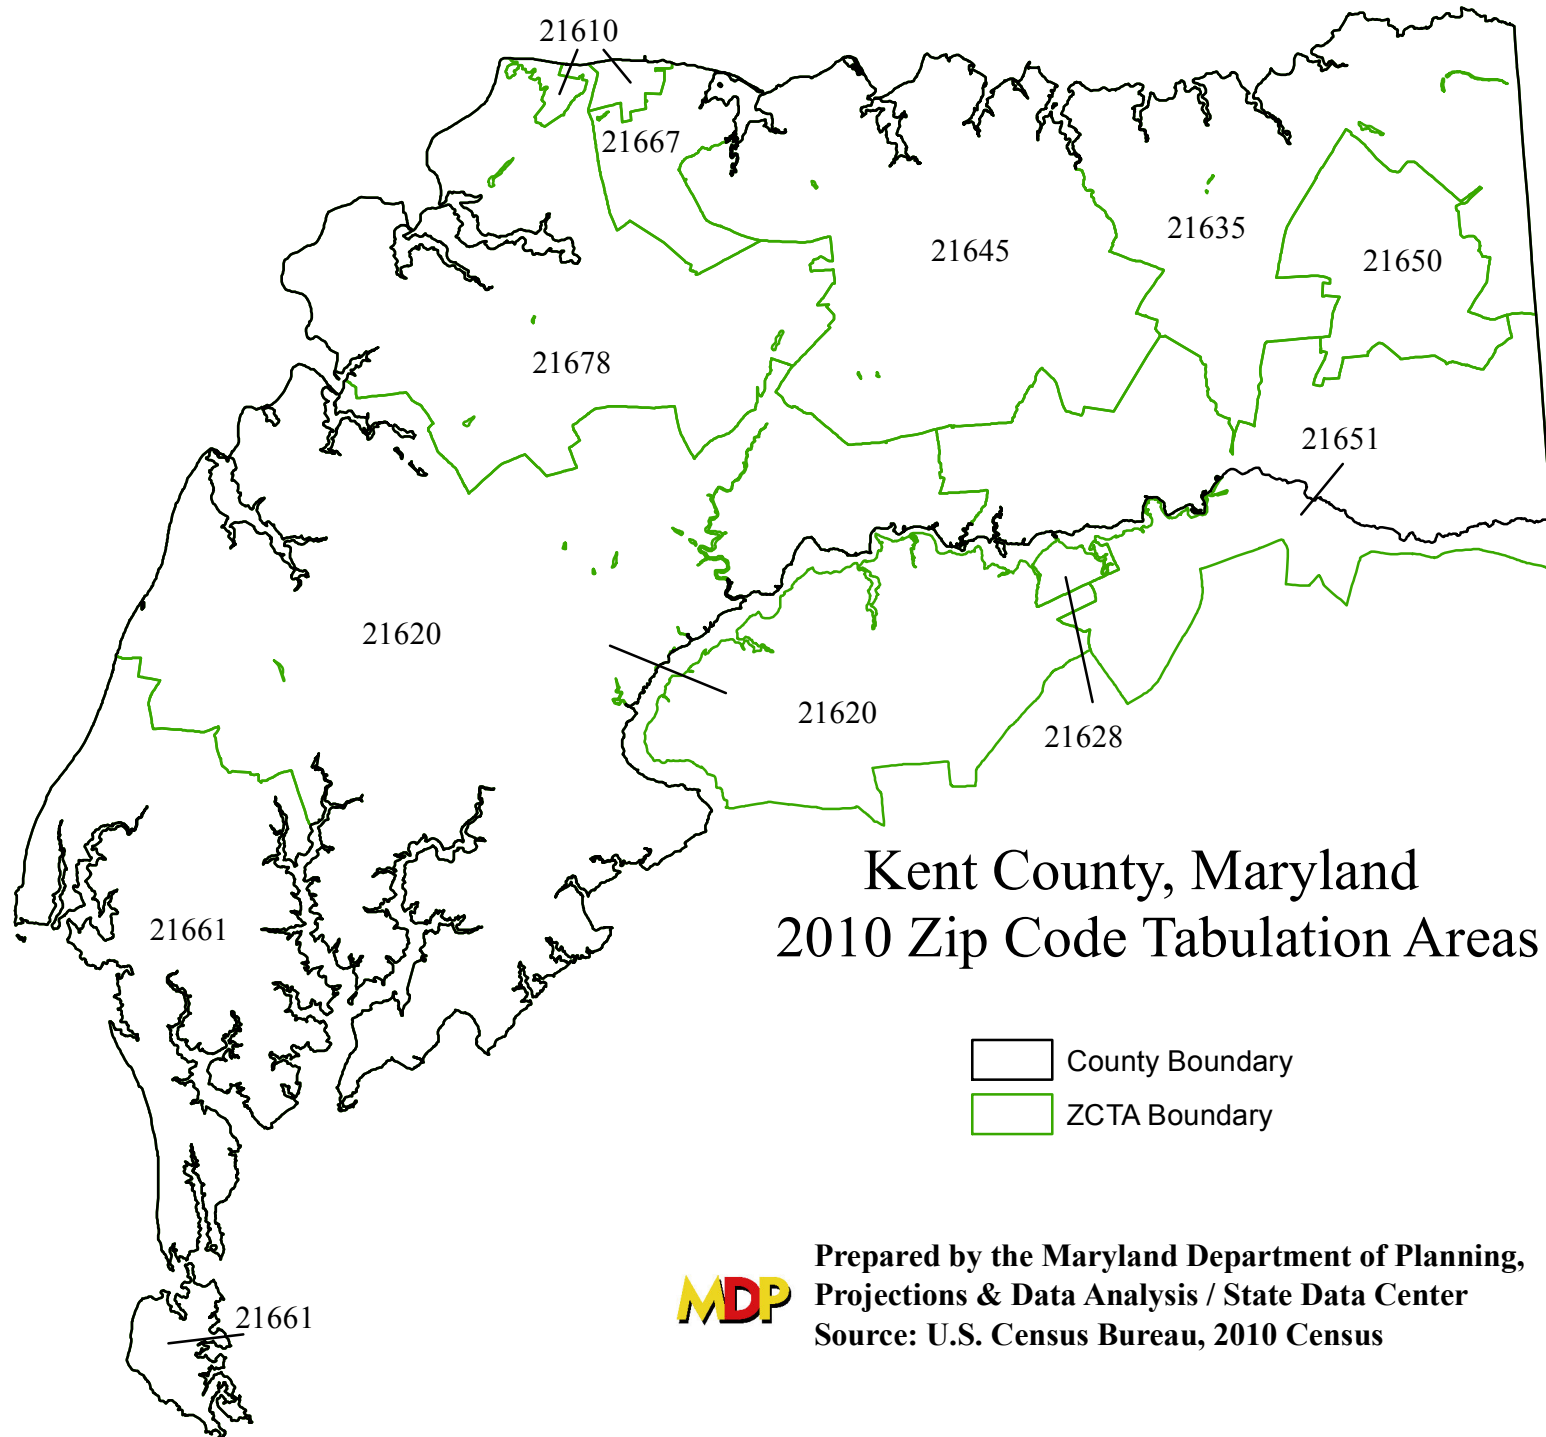 21610
21667
21635
21645
21650
21678
21651
21620
21620
21628
Kent County, Maryland
2010 Zip Code Tabulation Areas
21661
County Boundary
ZCTA Boundary
MDP
Prepared by the Maryland Department of Planning,
Projections & Data Analysis / State Data Center
Source: U.S. Census Bureau, 2010 Census
21661